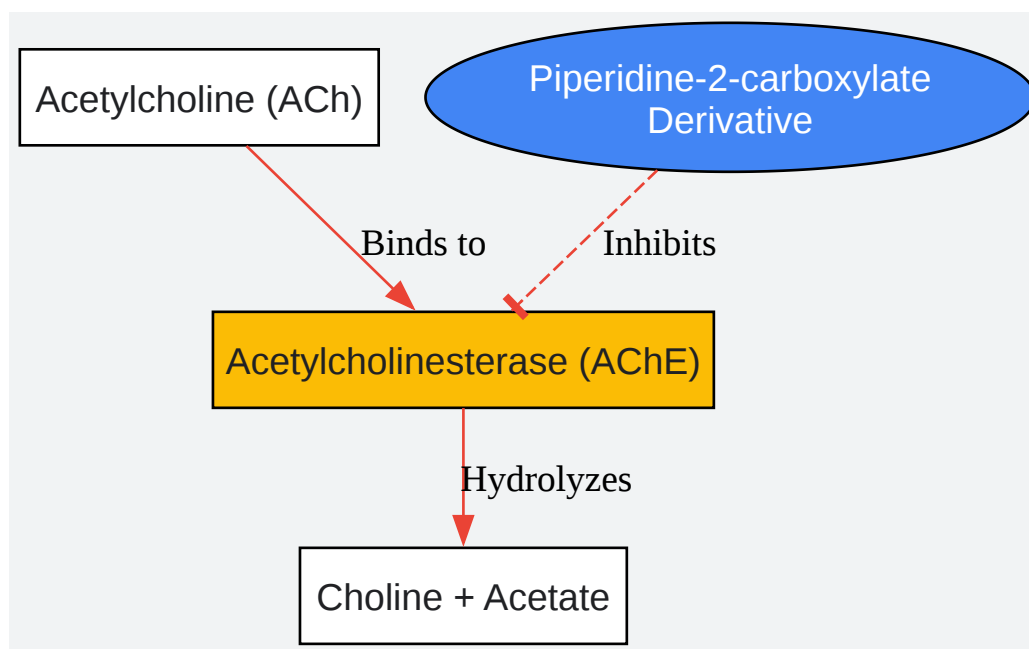 Acetylcholine (ACh)
Piperidine-2-carboxylate
Derivative
Binds to
Inhibits
Acetylcholinesterase (AChE)
Hydrolyzes
Choline + Acetate